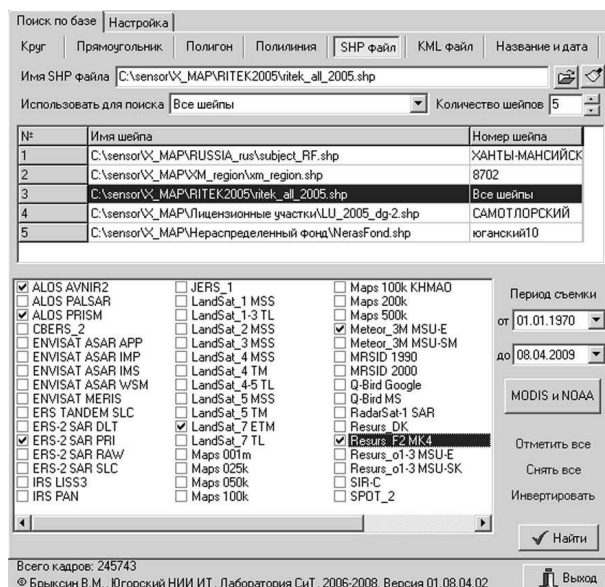 Поиск по базе Настройка
Круг Прямоугольник Полигон Полилиния SHP файл KML файл Название и дата
Имя SHP файла C:\sensor\X_MAP\RITEK2005\ritek_all_2005.shp
Использовать для поиска Все шейпы Количество шейпов 5
№ Имя шейпа Номер шейпа
1 C:\sensor\X_MAP\RUSSIA_rus\subject_RF.shp ХАНТЫ-МАНСИЙСК
2 C:\sensor\X_MAP\XM_region\xm_region.shp 8702
3 C:\sensor\X_MAP\RITEK2005\ritek_all_2005.shp Все шейпы
4 C:\sensor\X_MAP\Лицензионные участки\LU_2005_dg-2.shp САМОТЛОРСКИЙ
5 C:\sensor\X_MAP\Нераспределенный фонд\NerasFond.shp юганский10
ALOS AVNIR2
ALOS PALSAR
ALOS PRISM
CBERS_2
ENVISAT ASAR APP
ENVISAT ASAR IMP
ENVISAT ASAR IMS
ENVISAT ASAR WSM
ENVISAT MERIS
ERS TANDEM SLC
ERS-2 SAR DLT
ERS-2 SAR PRI
ERS-2 SAR RAW
ERS-2 SAR SLC
IRS LISS3
IRS PAN
JERS_1
LandSat_1 MSS
LandSat_1-3 TL
LandSat_2 MSS
LandSat_3 MSS
LandSat_4 MSS
LandSat_4 TM
LandSat_4-5 TL
LandSat_5 MSS
LandSat_5 TM
LandSat_7 ETM
LandSat_7 TL
Maps 001m
Maps 025k
Maps 050k
Maps 100k
Maps 100k KHMAO
Maps 200k
Maps 500k
Meteor_3M MSU-E
Meteor_3M MSU-SM
MRSID 1990
MRSID 2000
Q-Bird Google
Q-Bird MS
RadarSat-1 SAR
Resurs_DK
Resurs_F2 MK4
Resurs_o1-3 MSU-E
Resurs_o1-3 MSU-SK
SIR-C
SPOT_2
Период съемки
от 01.01.1970
до 08.04.2009
MODIS и NOAA
Отметить все
Снять все
Инвертировать
Найти
Всего кадров: 245743
© Брыксин В.М., Югорский НИИ ИТ, Лаборатория СиТ, 2006-2008, Версия 01.08.04.02
Выход